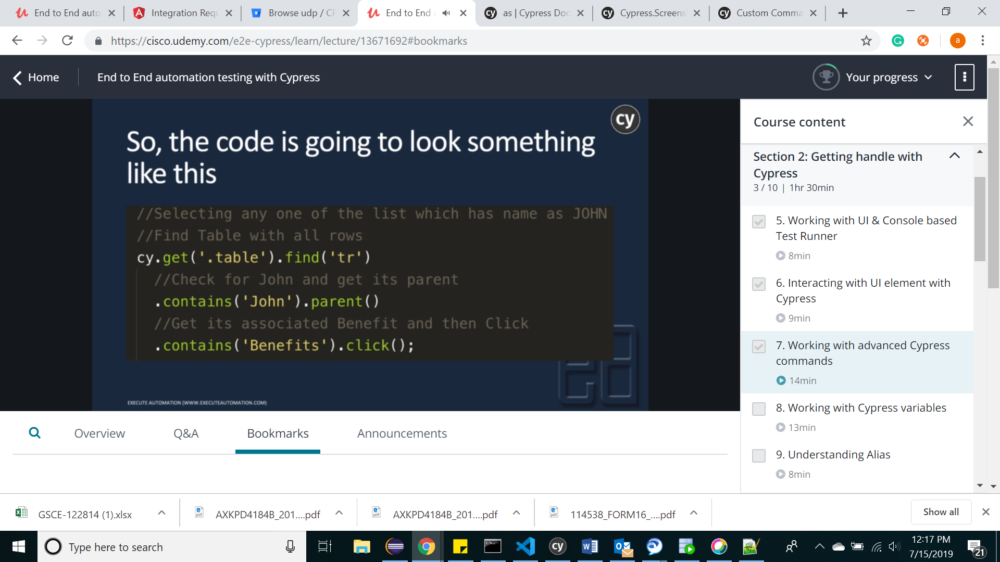 End to End auto
Integration Requ
Browse udp / CF
End to End
as | Cypress Doc
Cypress.Screens
Custom Comma
https://cisco.udemy.com/e2e-cypress/learn/lecture/13671692#bookmarks
a
Home
End to End automation testing with Cypress
Your progress
cy
So, the code is going to look something
like this
//Selecting any one of the list which has name as JOHN
//Find Table with all rows
cy.get('.table').find('tr')
//Check for John and get its parent
.contains('John').parent()
//Get its associated Benefit and then Click
.contains('Benefits').click();
EXECUTE AUTOMATION (WWW.EXECUTEAUTOMATION.COM)
Course content
Section 2: Getting handle with
Cypress
3 / 10 | 1hr 30min
5. Working with UI & Console based
Test Runner
8min
6. Interacting with UI element with
Cypress
9min
7. Working with advanced Cypress
commands
14min
8. Working with Cypress variables
13min
9. Understanding Alias
8min
Overview
Q&A
Bookmarks
Announcements
GSCE-122814 (1).xlsx
AXKPD4184B_201....pdf
AXKPD4184B_201....pdf
114538_FORM16_....pdf
Show all
Type here to search
cy
12:17 PM
7/15/2019
21